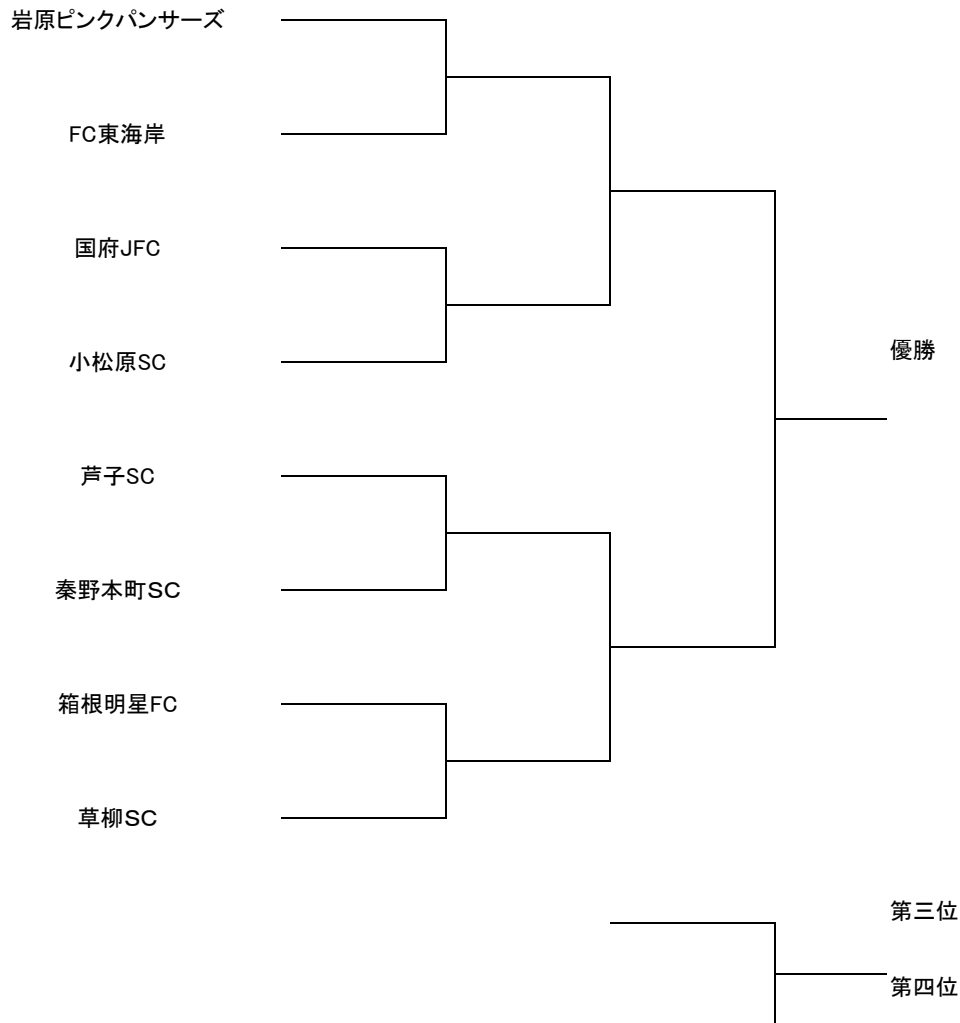 岩原ピンクパンサーズ
FC東海岸
国府JFC
小松原SC
優勝
芦子SC
秦野本町SC
箱根明星FC
草柳SC
第三位
第四位